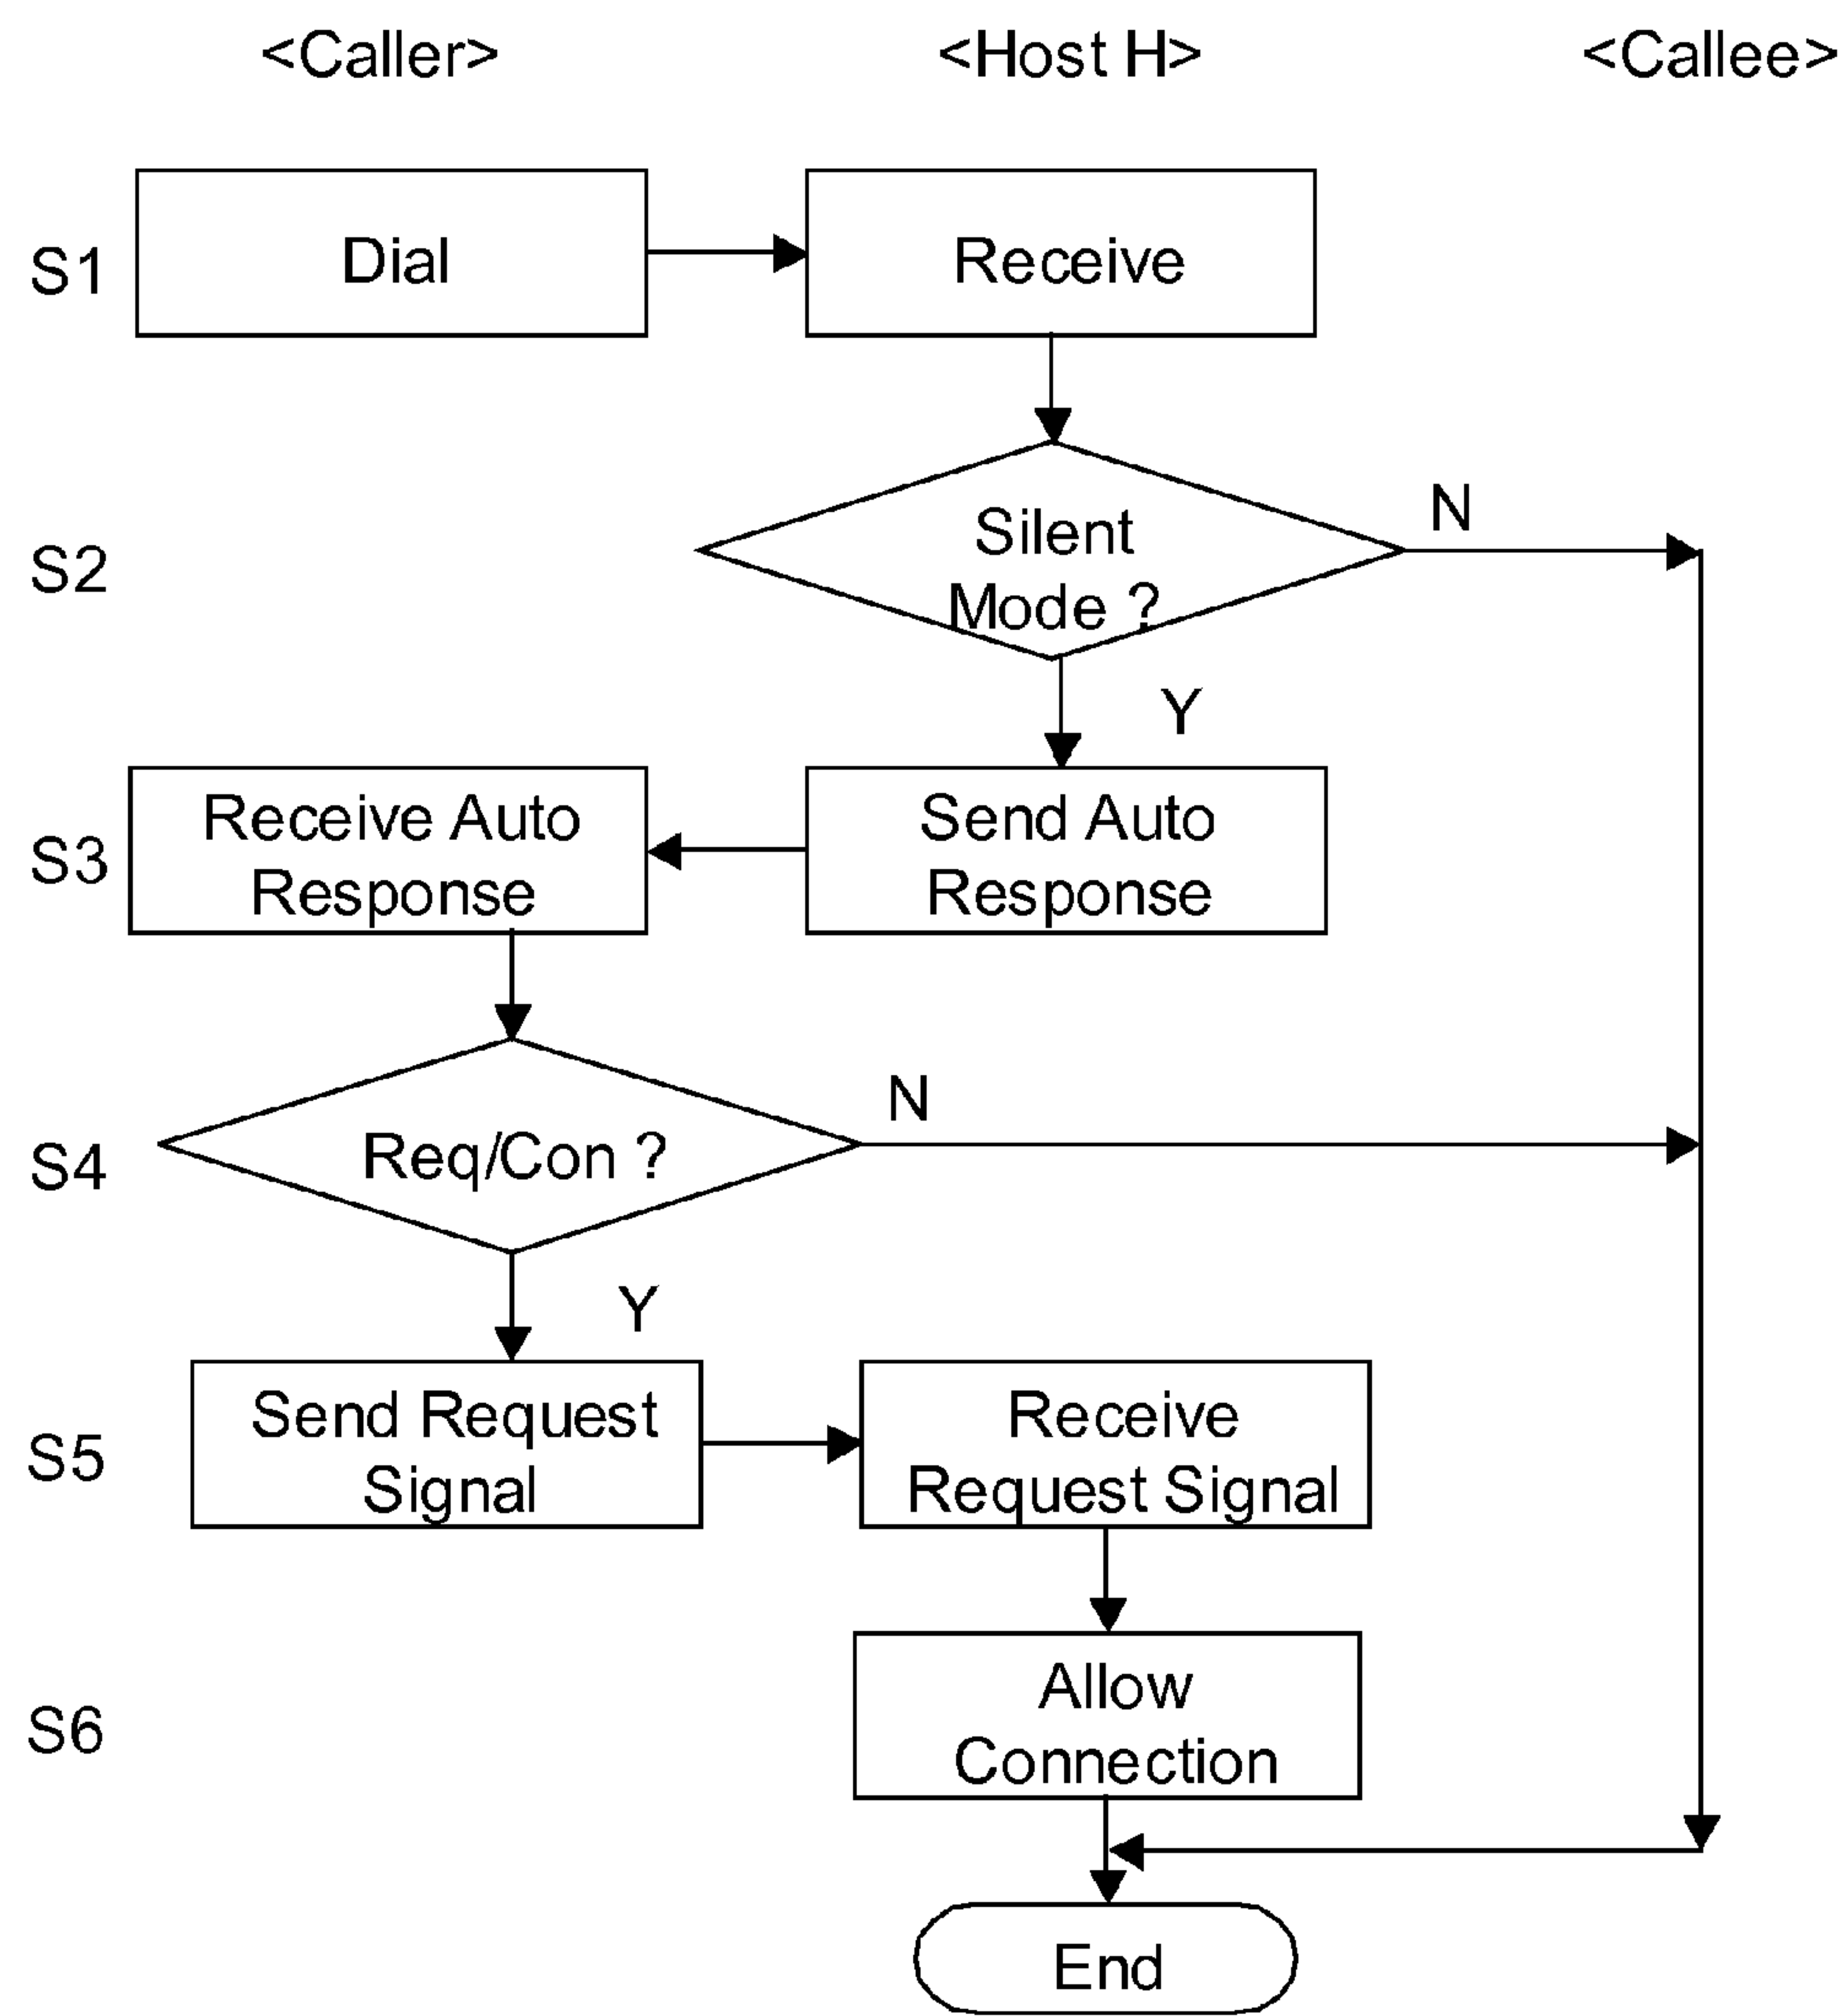 <Caller>
<Host H>
<Callee>
S1
Dial
Receive
S2
Silent
Mode ?
N
Y
S3
Receive Auto
Response
Send Auto
Response
S4
Req/Con ?
N
Y
S5
Send Request
Signal
Receive
Request Signal
S6
Allow
Connection
End